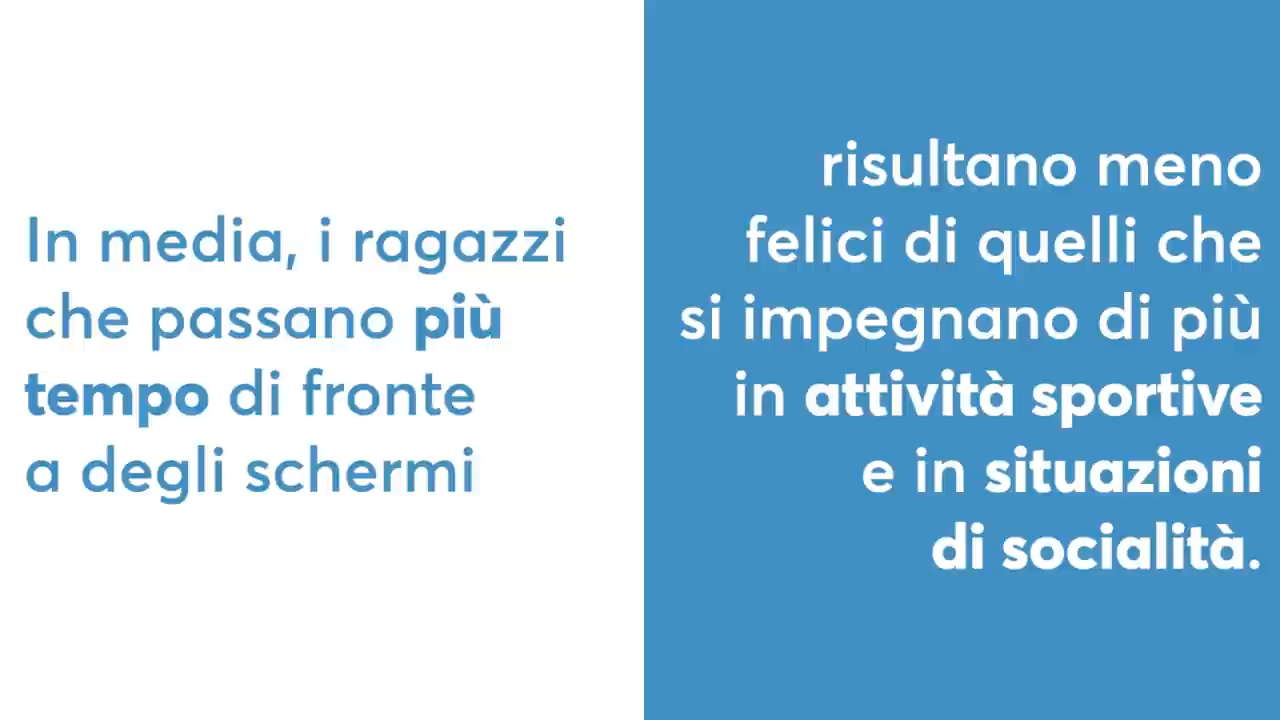 In media, i ragazzi
che passano più
tempo di fronte
a degli schermi
risultano meno
felici di quelli che
si impegnano di più
in attività sportive
e in situazioni
di socialità.